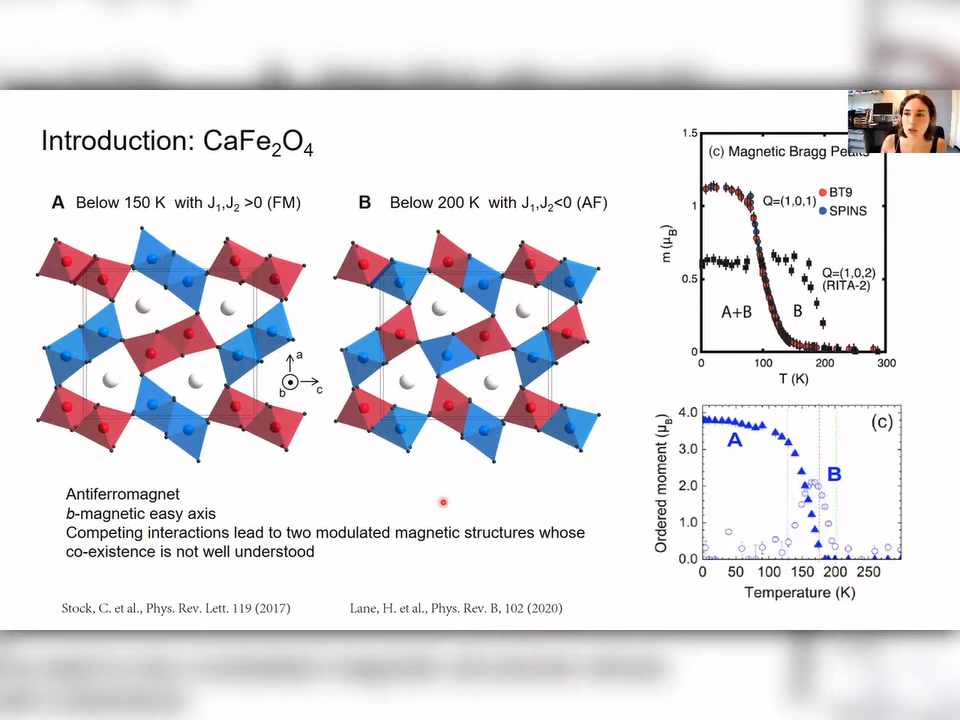 Introduction: CaFe₂O₄
A Below 150 K with J₁,J₂ >0 (FM)
B Below 200 K with J₁,J₂<0 (AF)
a
b
c
Antiferromagnet
b-magnetic easy axis
Competing interactions lead to two modulated magnetic structures whose
co-existence is not well understood
Stock, C. et al., Phys. Rev. Lett. 119 (2017)
Lane, H. et al., Phys. Rev. B, 102 (2020)
(c) Magnetic Bragg Peaks
1.5
1
0.5
0
m (μB)
Q=(1,0,1)
BT9
SPINS
Q=(1,0,2)
(RITA-2)
A+B
B
0
100
200
300
T (K)
4.0
3.0
2.0
1.0
0.0
Ordered moment (μB)
(c)
A
B
0
50
100
150
200
250
Temperature (K)